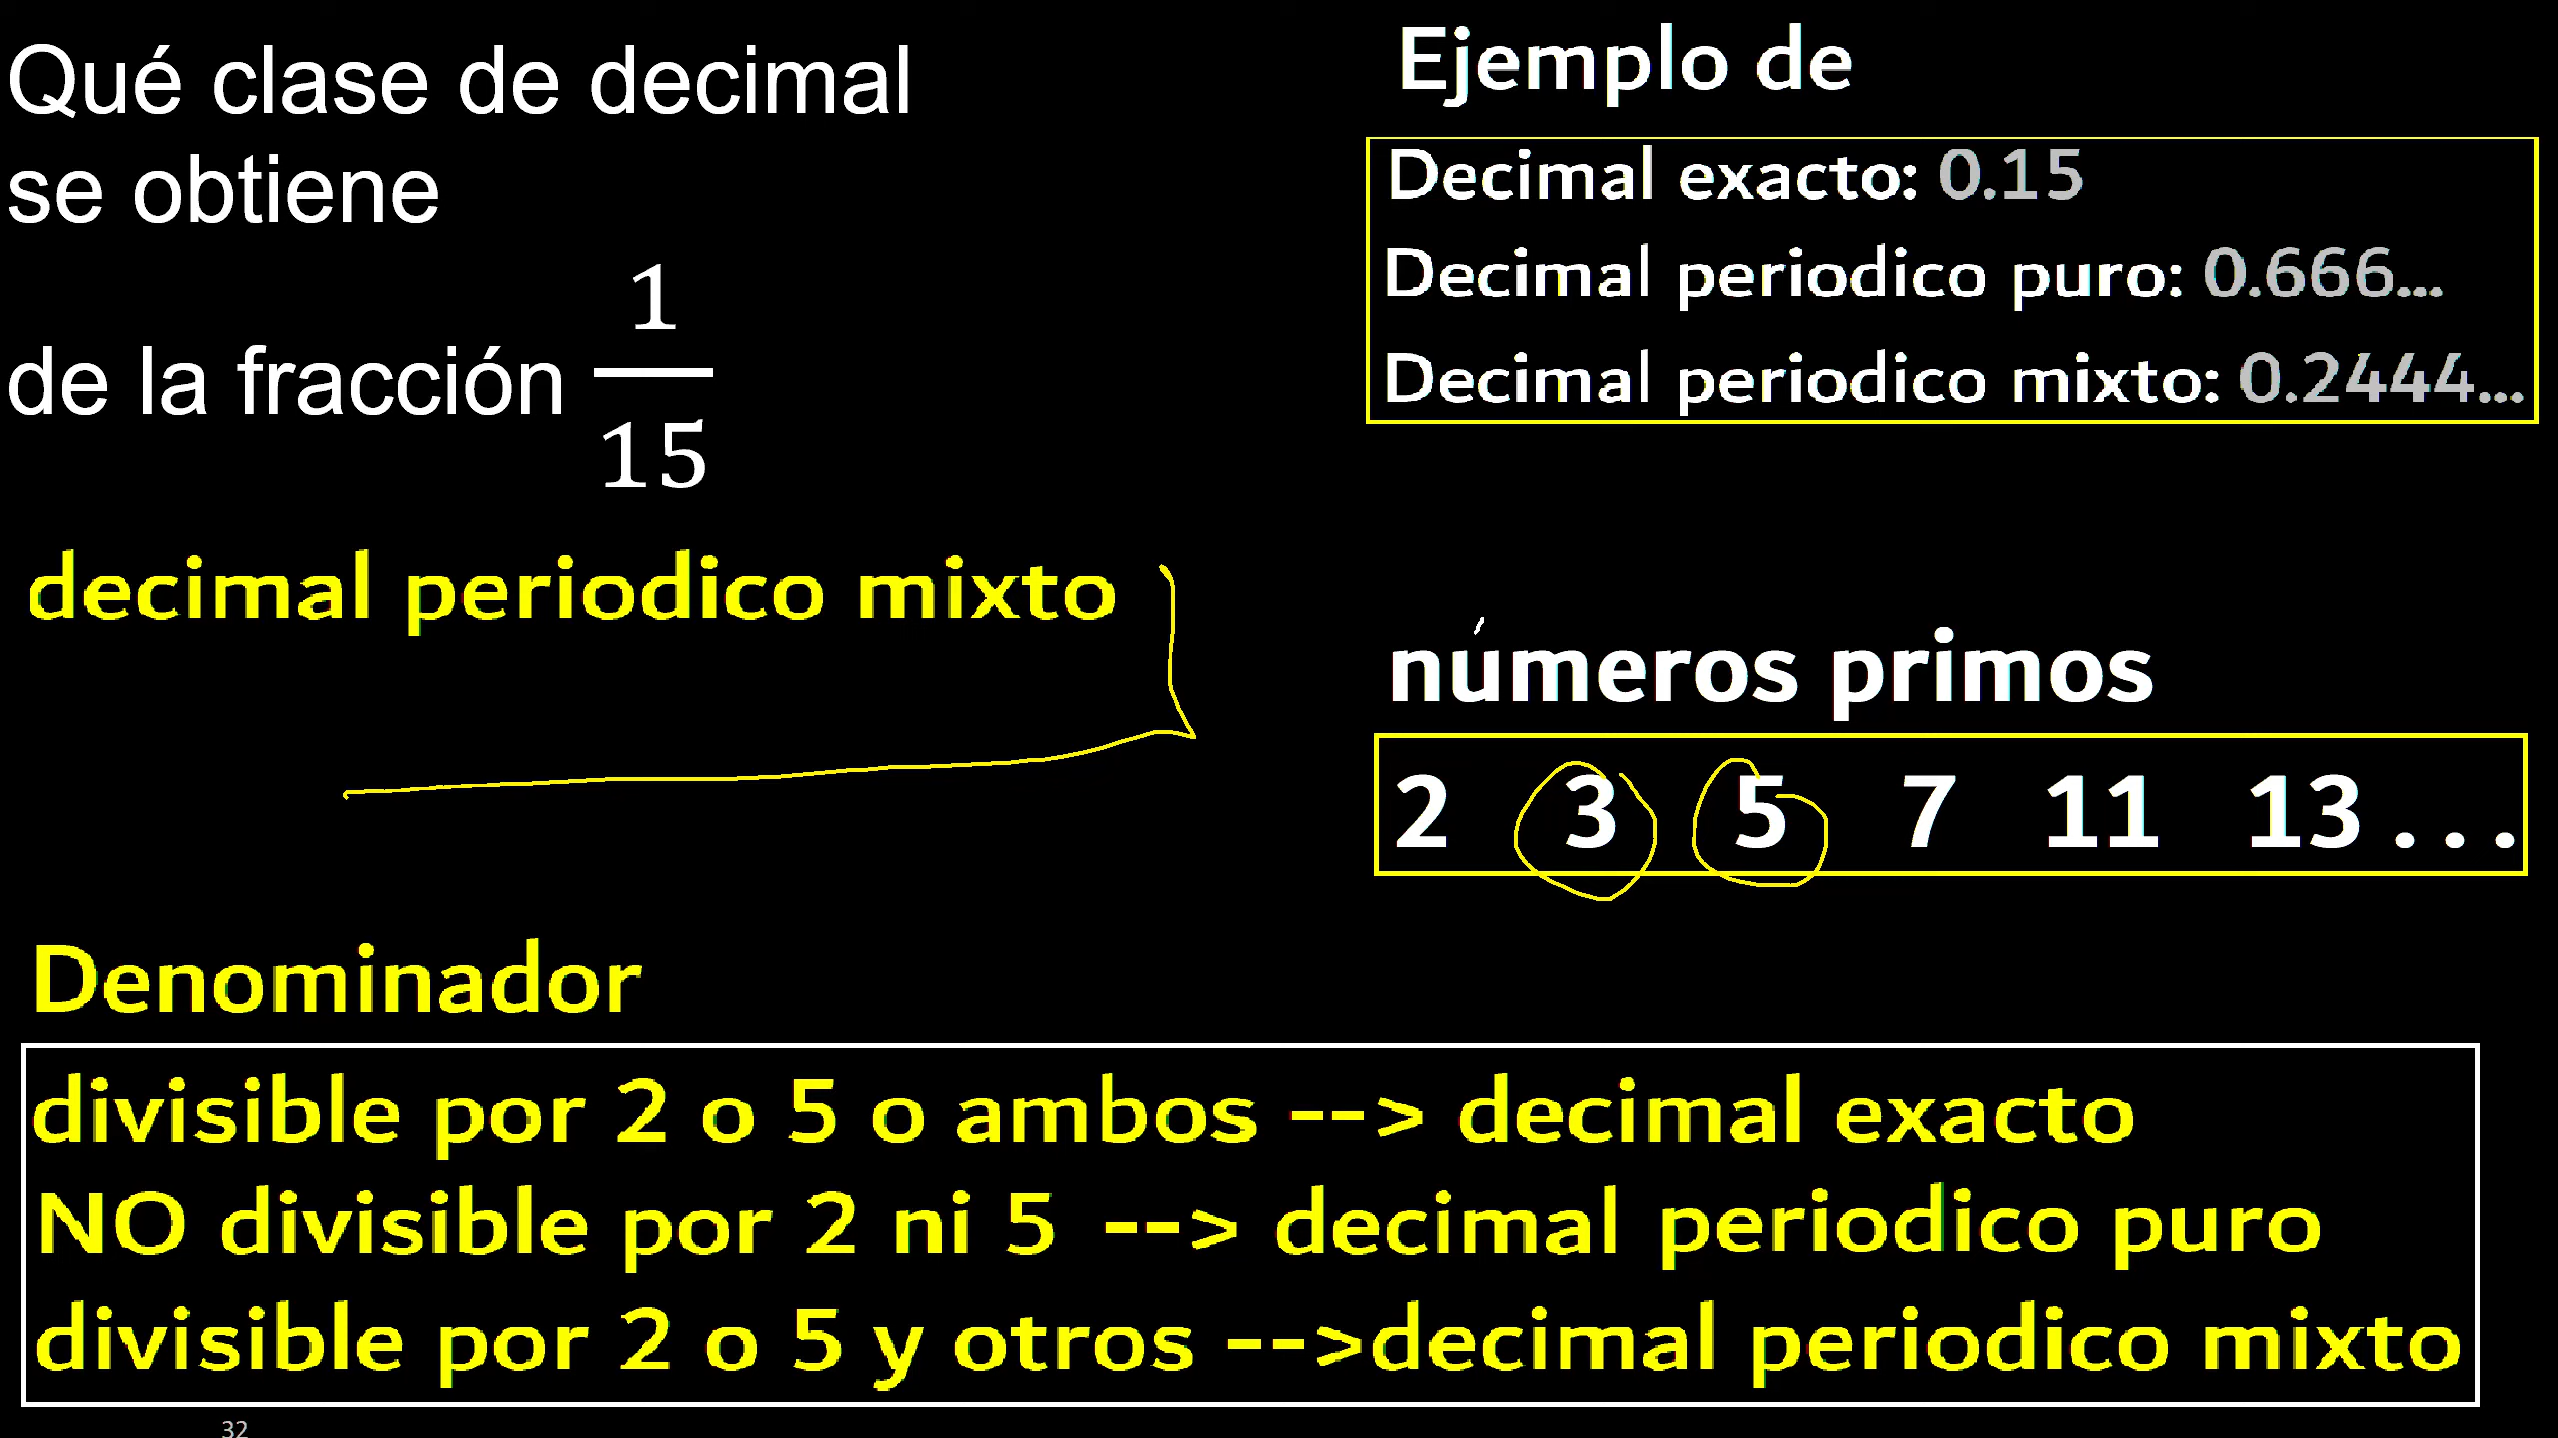 Qué clase de decimal
se obtiene
de la fracción 1/15
decimal periodico mixto
Ejemplo de
Decimal exacto: 0.15
Decimal periodico puro: 0.666...
Decimal periodico mixto: 0.2444...
números primos
2 3 5 7 11 13 . . .
Denominador
divisible por 2 o 5 o ambos --> decimal exacto
NO divisible por 2 ni 5 --> decimal periodico puro
divisible por 2 o 5 y otros -->decimal periodico mixto
32